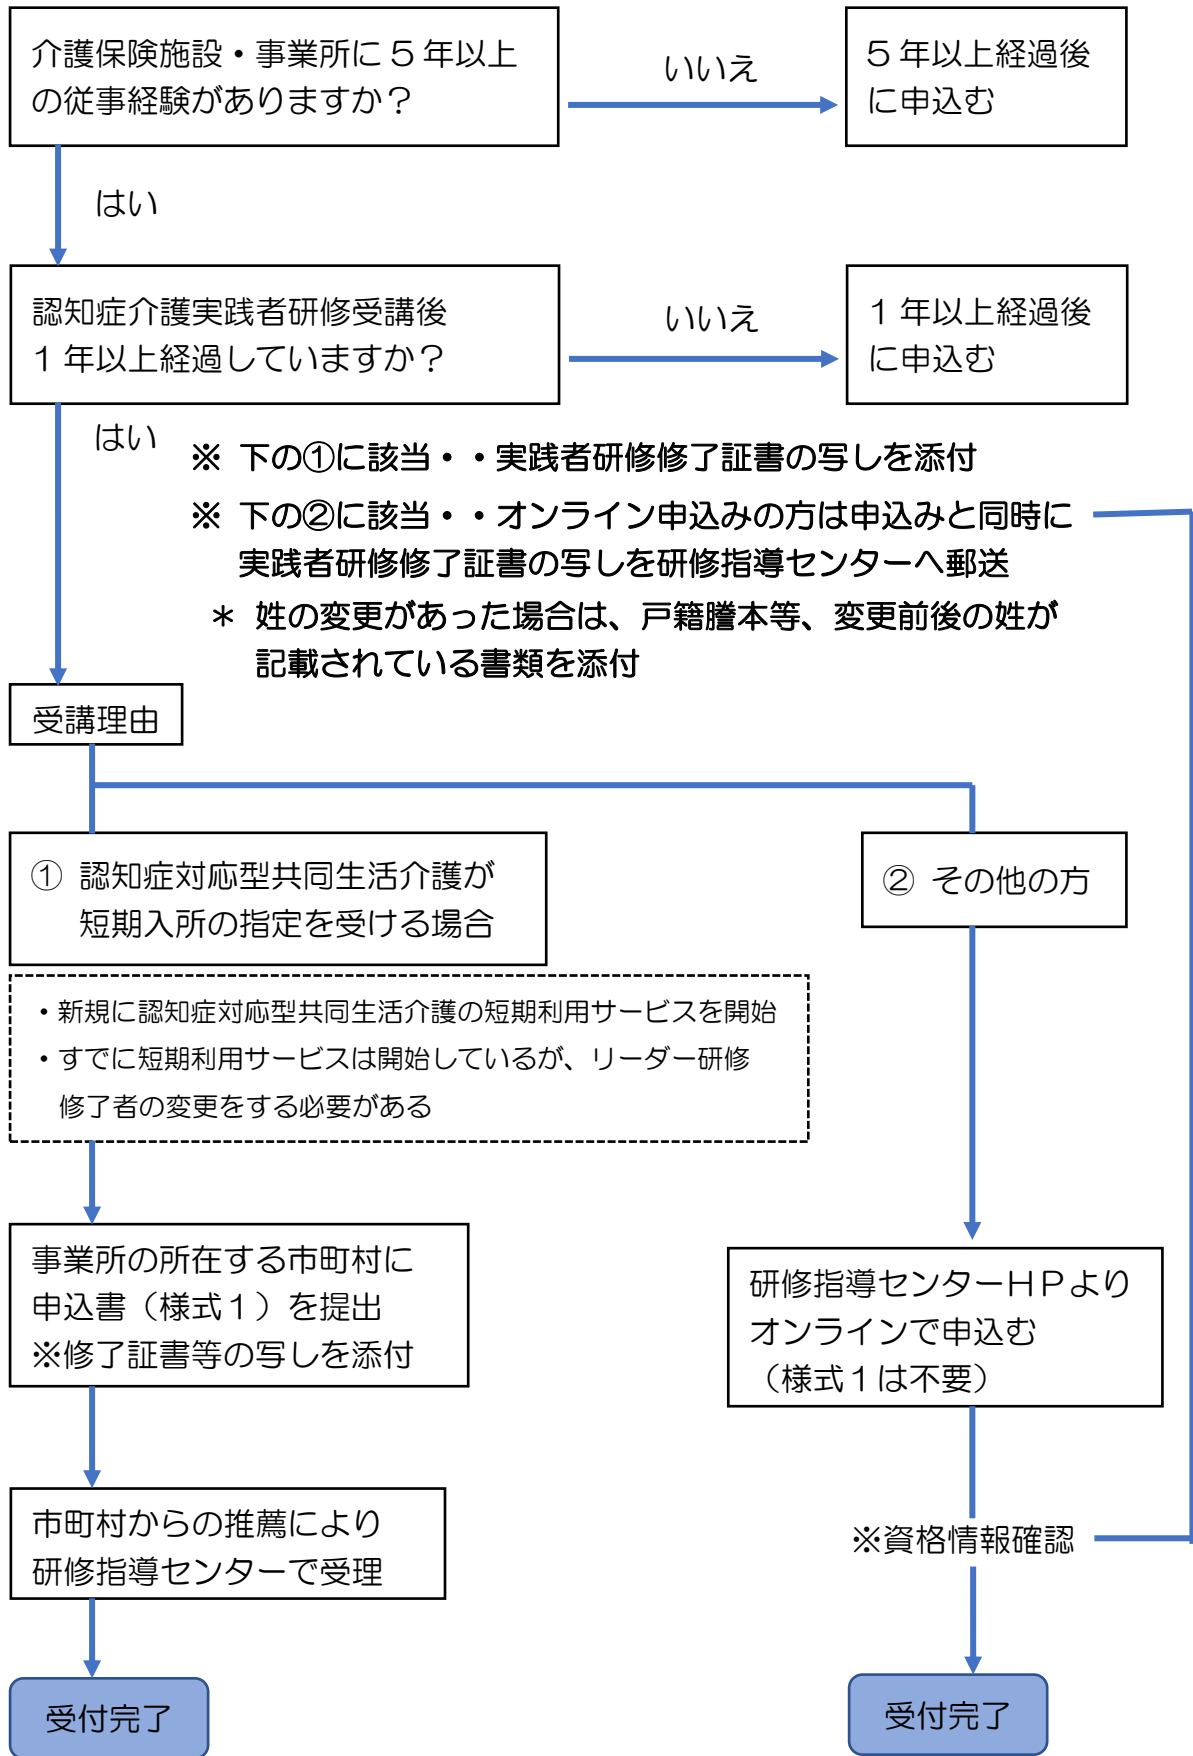 介護保険施設・事業所に５年以上
の従事経験がありますか？
いいえ
５年以上経過後
に申込む
はい
認知症介護実践者研修受講後
１年以上経過していますか？
いいえ
１年以上経過後
に申込む
はい
※ 下の①に該当・・実践者研修修了証書の写しを添付
※ 下の②に該当・・オンライン申込みの方は申込みと同時に
実践者研修修了証書の写しを研修指導センターへ郵送
＊ 姓の変更があった場合は、戸籍謄本等、変更前後の姓が
記載されている書類を添付
受講理由
① 認知症対応型共同生活介護が
短期入所の指定を受ける場合
② その他の方
・新規に認知症対応型共同生活介護の短期利用サービスを開始
・すでに短期利用サービスは開始しているが、リーダー研修
修了者の変更をする必要がある
事業所の所在する市町村に
申込書（様式１）を提出
※修了証書等の写しを添付
研修指導センターＨＰより
オンラインで申込む
（様式１は不要）
市町村からの推薦により
研修指導センターで受理
※資格情報確認
受付完了
受付完了